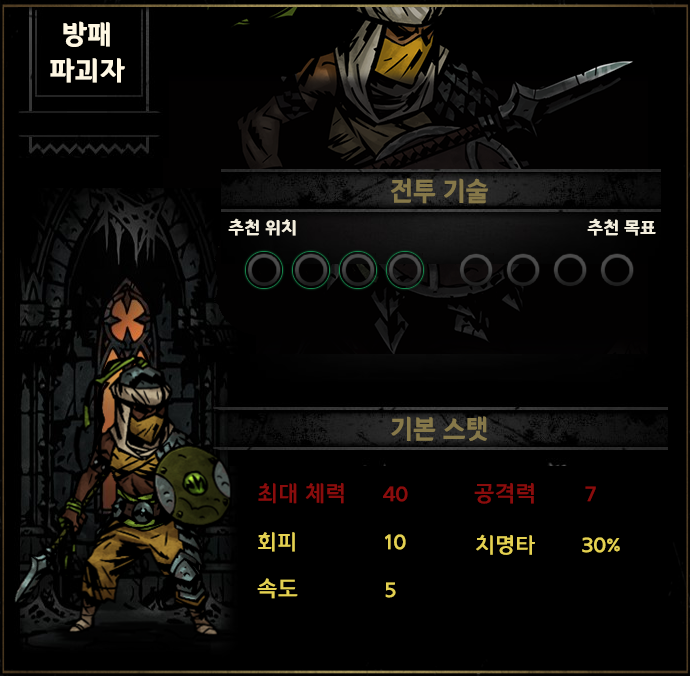 방패
파괴자
전투 기술
추천 위치
추천 목표
기본 스탯
최대 체력 40 공격력 7
회피 10 치명타 30%
속도 5